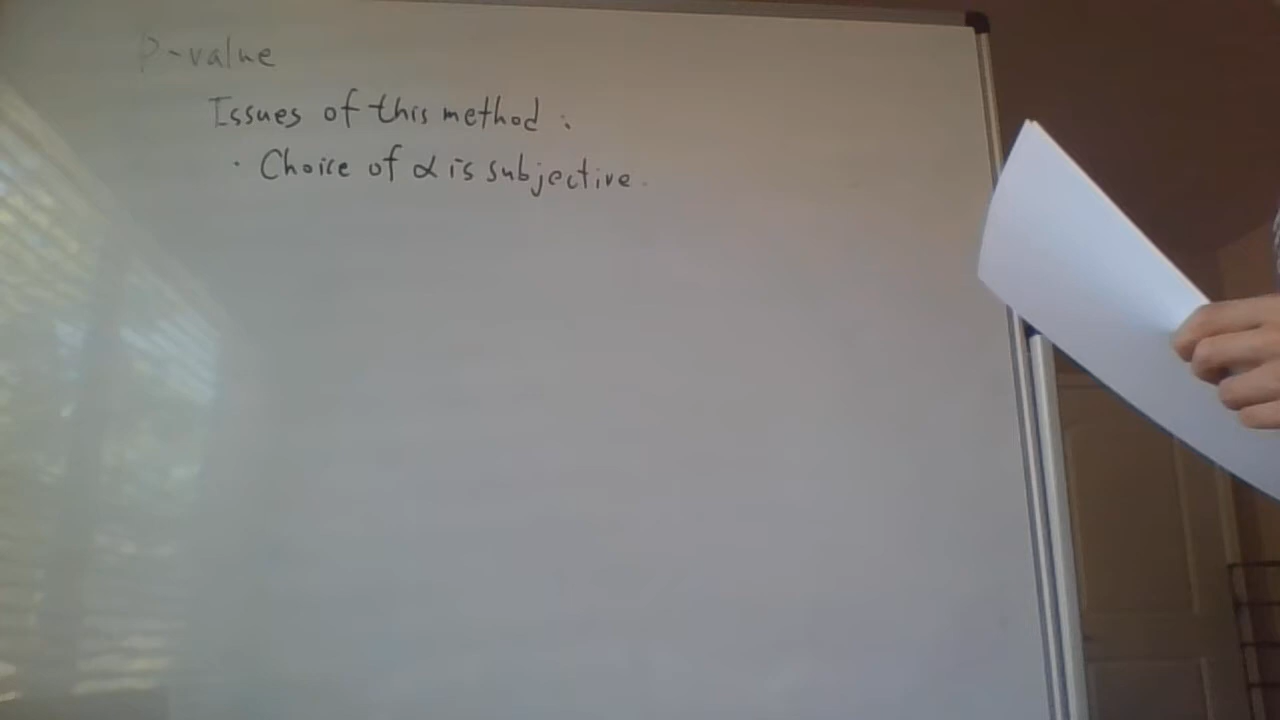 P-value
Issues of this method :
· Choice of α is subjective.